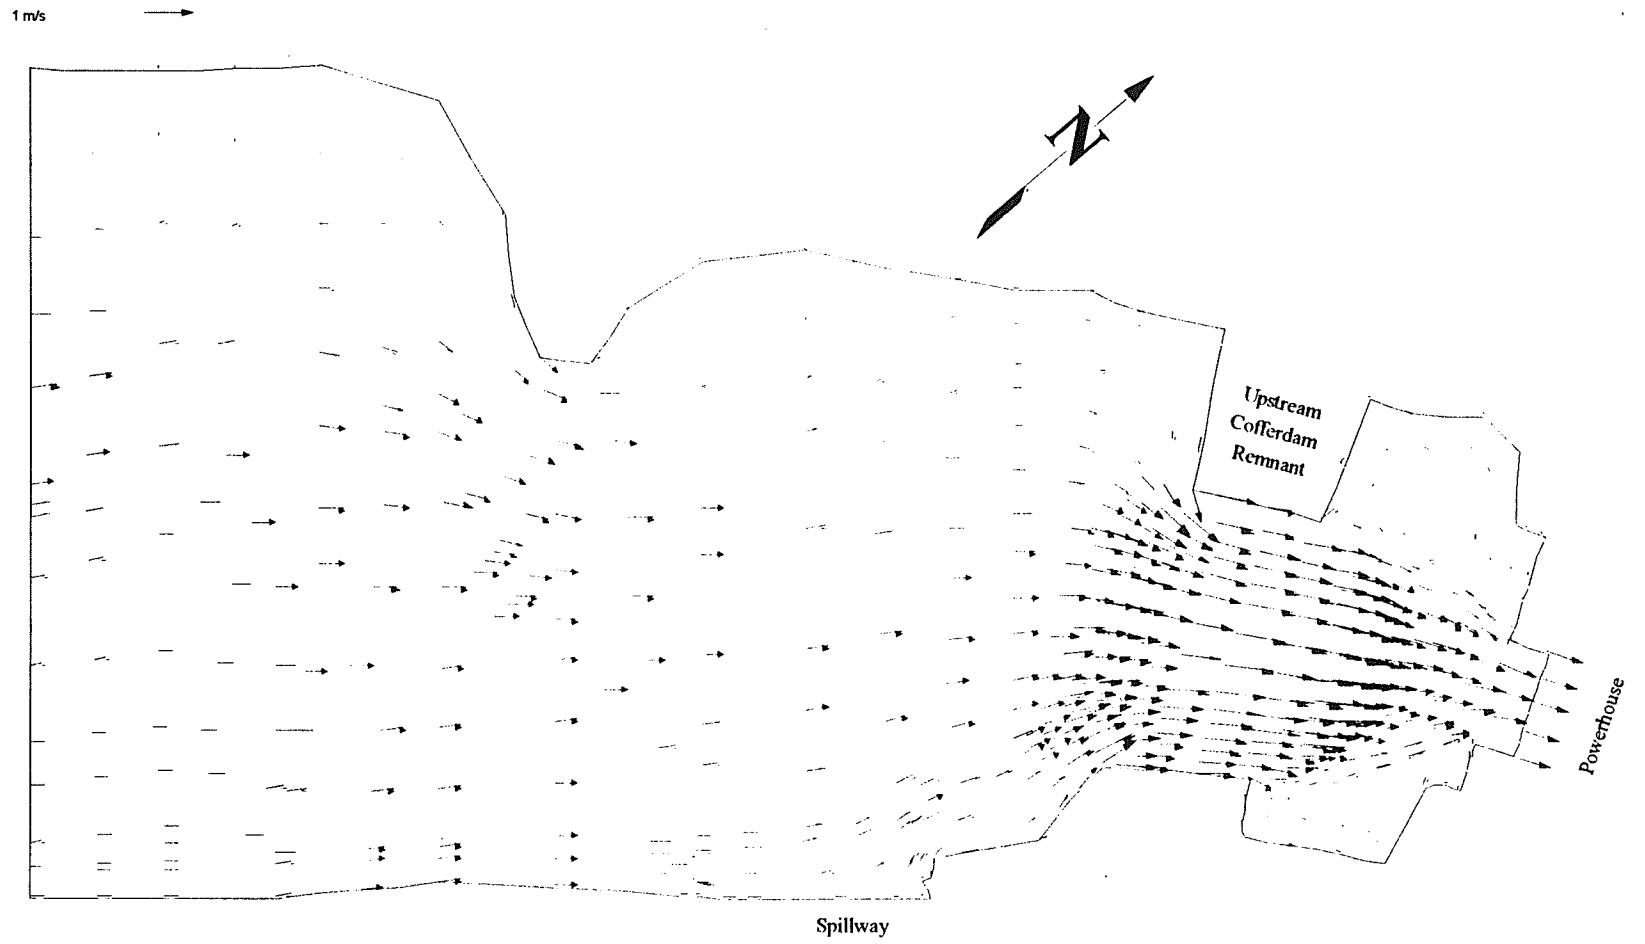 1 m/s
N
Upstream
Cofferdam
Remnant
Powerhouse
Spillway